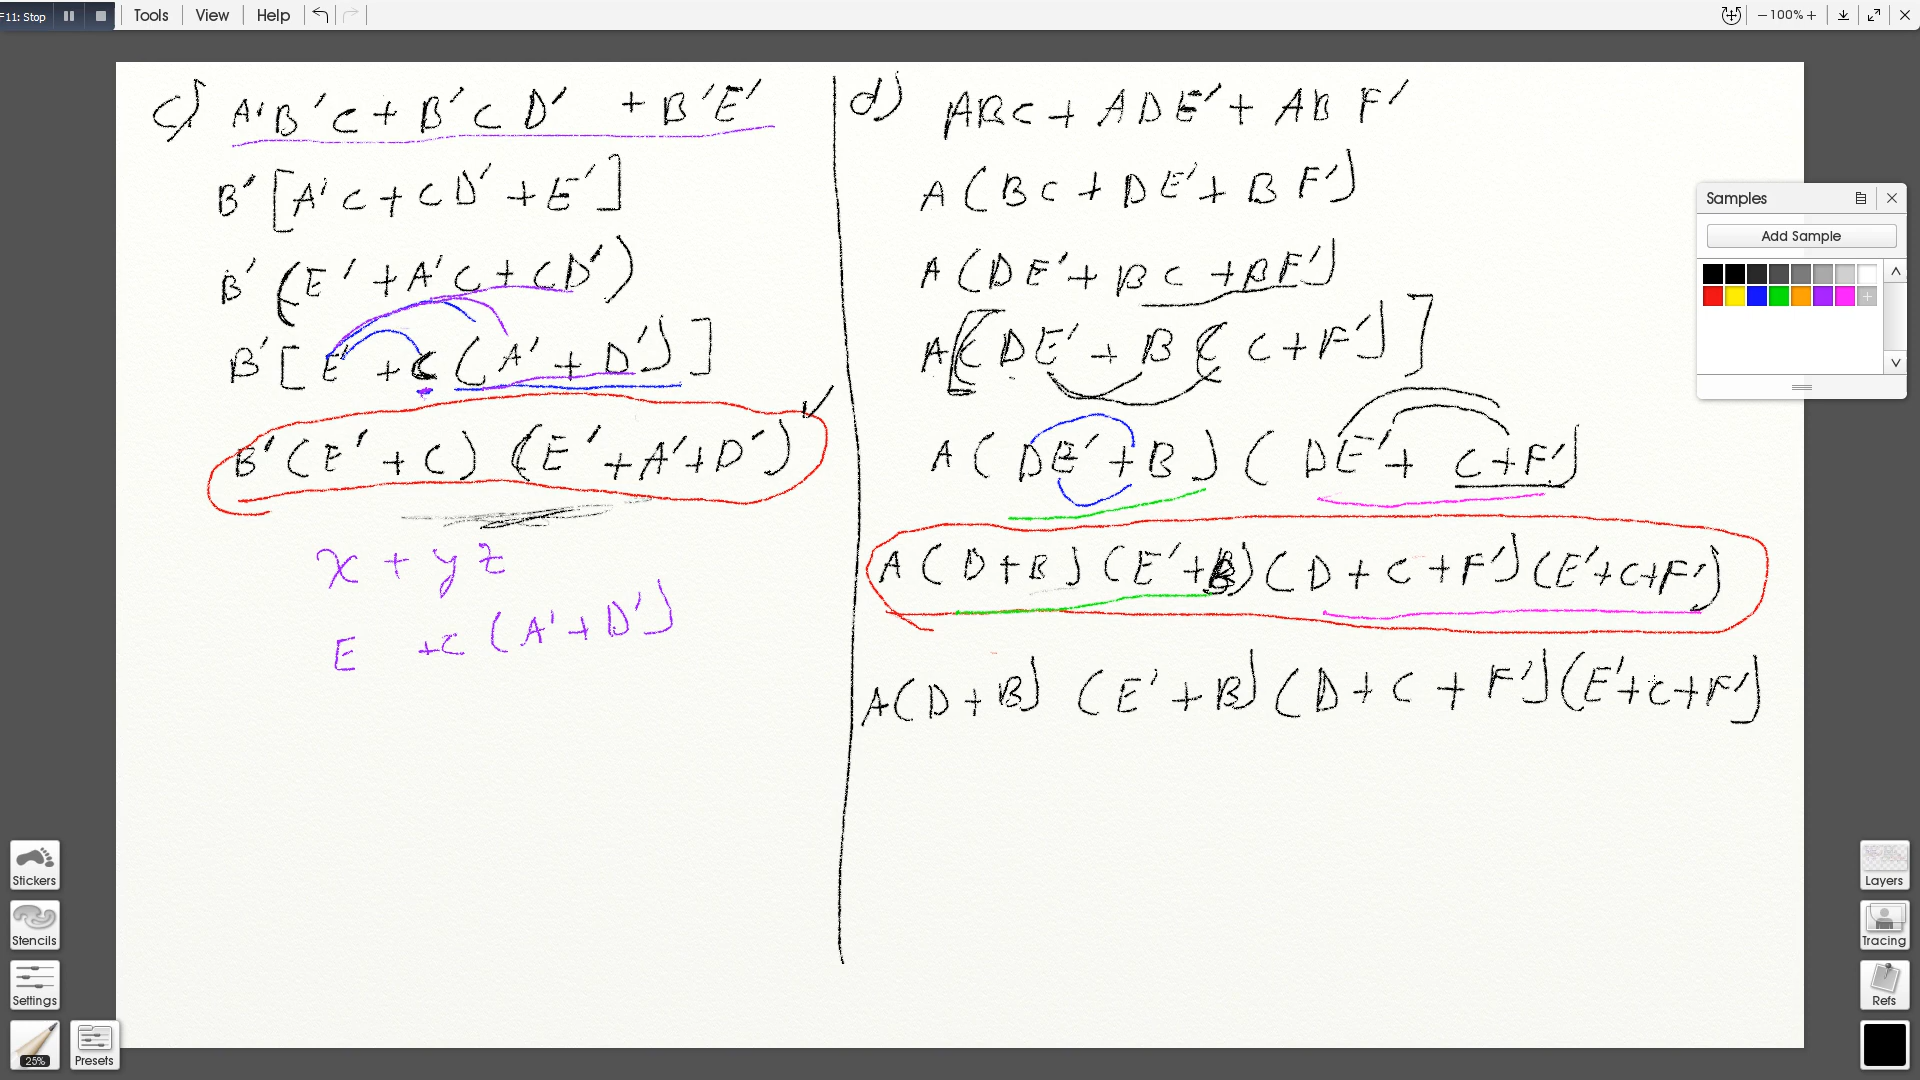 F11: Stop
Tools View Help
100%
c) A'B'C + B'CD' + B'E'
B'[A'C + CD' + E']
B'(E' + A'C + CD')
B'[E' + C (A' + D')]
B'(E' + C) (E' + A' + D')
x + yz
E + C (A' + D')
d) ABC + ADE' + ABF'
A(BC + DE' + BF')
A(DE' + BC + BF')
A[(DE' + B(C + F')]
A(DE' + B)(DE' + C + F')
A(D+B)(E'+B)(D+C+F')(E'+C+F')
A(D+B) (E'+B)(D+C+F')(E'+C+F')
Samples
Add Sample
Stickers
Stencils
Settings
25%
Presets
Layers
Tracing
Refs